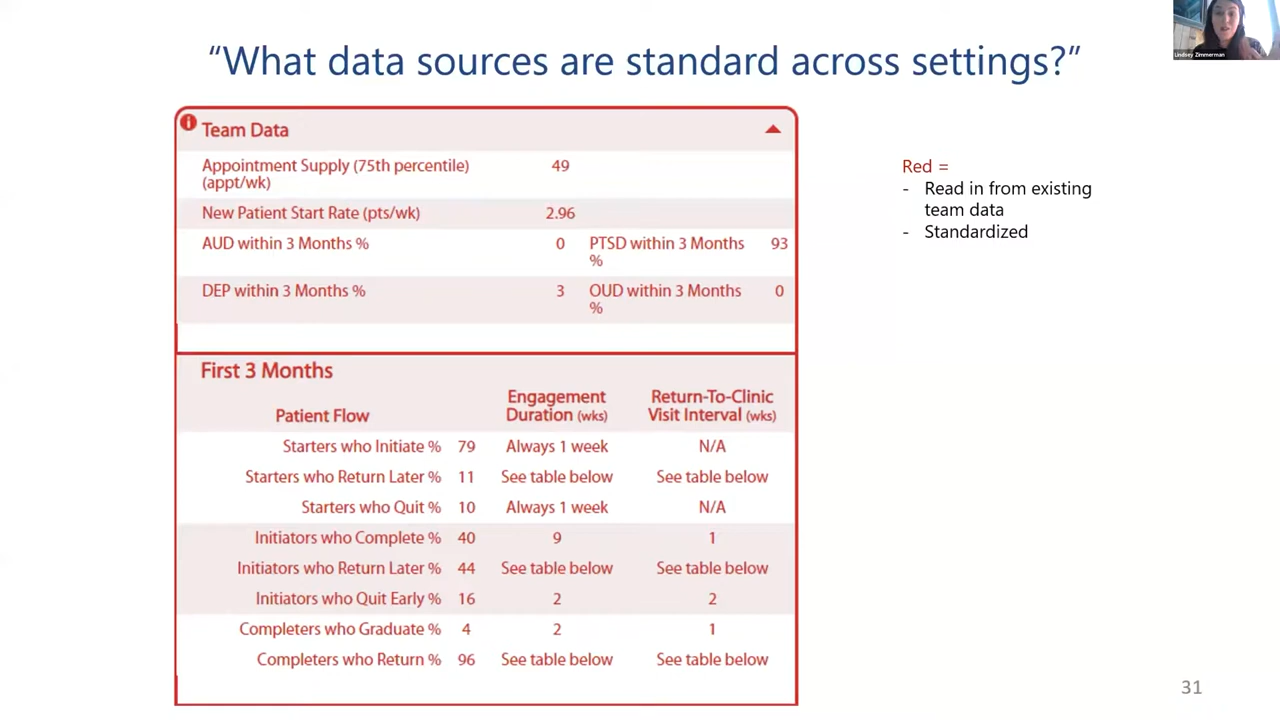 “What data sources are standard across settings?”
Lindsey Zimmerman
Team Data
Appointment Supply (75th percentile) 49
(appt/wk)
New Patient Start Rate (pts/wk) 2.96
AUD within 3 Months % 0 PTSD within 3 Months 93
%
DEP within 3 Months % 3 OUD within 3 Months 0
%
First 3 Months
Engagement Return-To-Clinic
Patient Flow Duration (wks) Visit Interval (wks)
Starters who Initiate % 79 Always 1 week N/A
Starters who Return Later % 11 See table below See table below
Starters who Quit % 10 Always 1 week N/A
Initiators who Complete % 40 9 1
Initiators who Return Later % 44 See table below See table below
Initiators who Quit Early % 16 2 2
Completers who Graduate % 4 2 1
Completers who Return % 96 See table below See table below
Red =
- Read in from existing
team data
- Standardized
31